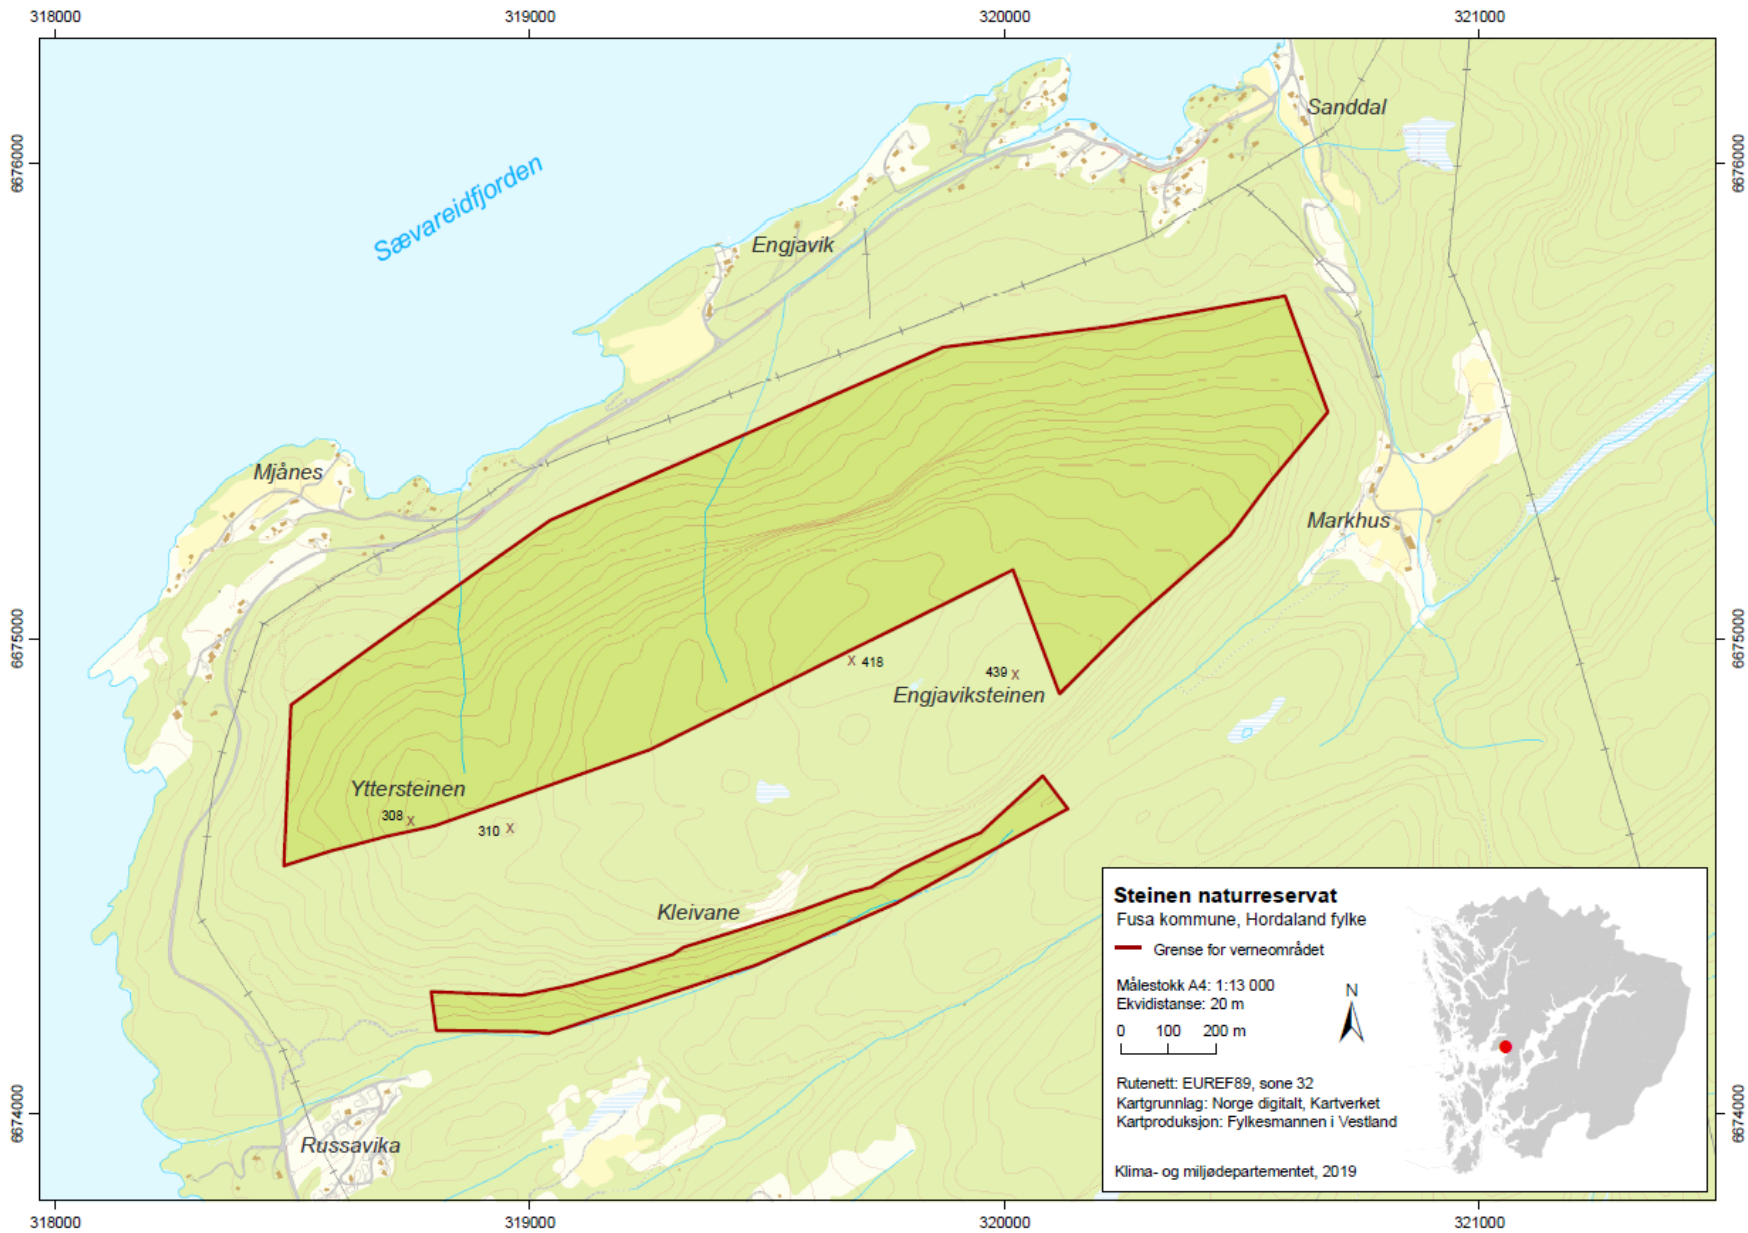 318000
319000
320000
321000
6676000
6676000
Sanddal
Sævareidfjorden
Engjavik
Mjånes
Markhus
6675000
6675000
418
439
Engjaviksteinen
Yttersteinen
308
310
Kleivane
Steinen naturreservat
Fusa kommune, Hordaland fylke
Grense for verneområdet
Målestokk A4: 1:13 000
Ekvidistanse: 20 m
0 100 200 m
N
Rutenett: EUREF89, sone 32
Kartgrunnlag: Norge digitalt, Kartverket
Kartproduksjon: Fylkesmannen i Vestland
Klima- og miljødepartementet, 2019
6674000
6674000
Russavika
318000
319000
320000
321000